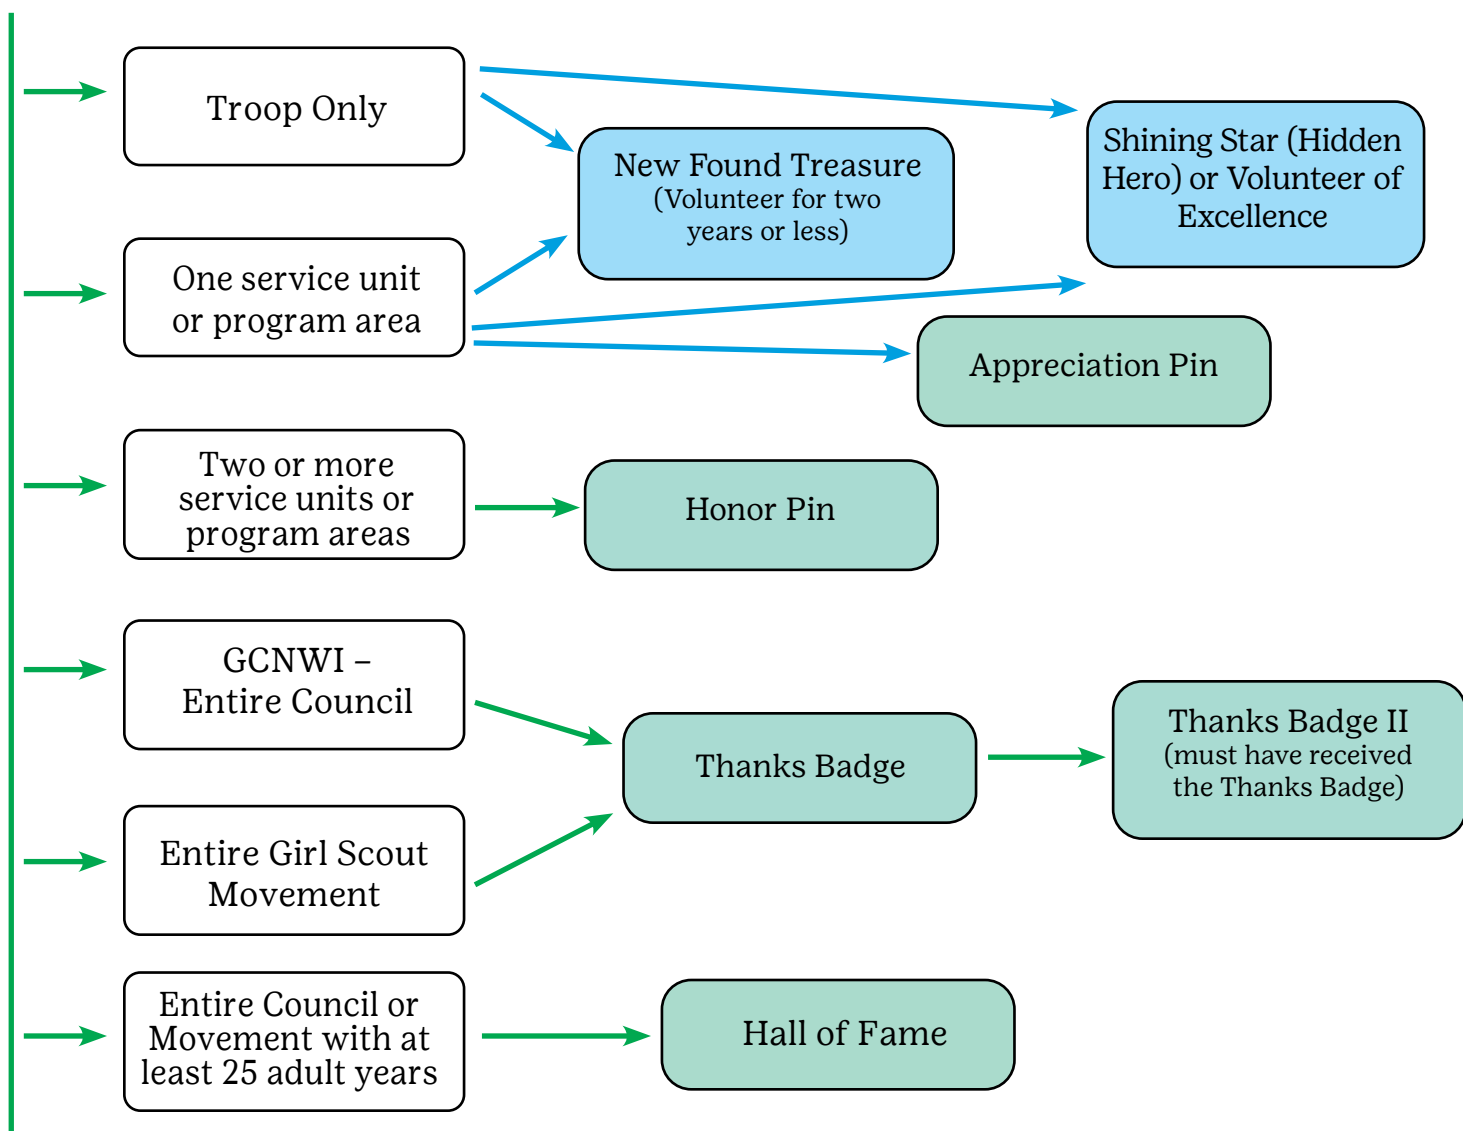 Troop Only
New Found Treasure
(Volunteer for two
years or less)
Shining Star (Hidden
Hero) or Volunteer of
Excellence
One service unit
or program area
Appreciation Pin
Two or more
service units or
program areas
Honor Pin
GCNWI –
Entire Council
Thanks Badge
Thanks Badge II
(must have received
the Thanks Badge)
Entire Girl Scout
Movement
Entire Council or
Movement with at
least 25 adult years
Hall of Fame